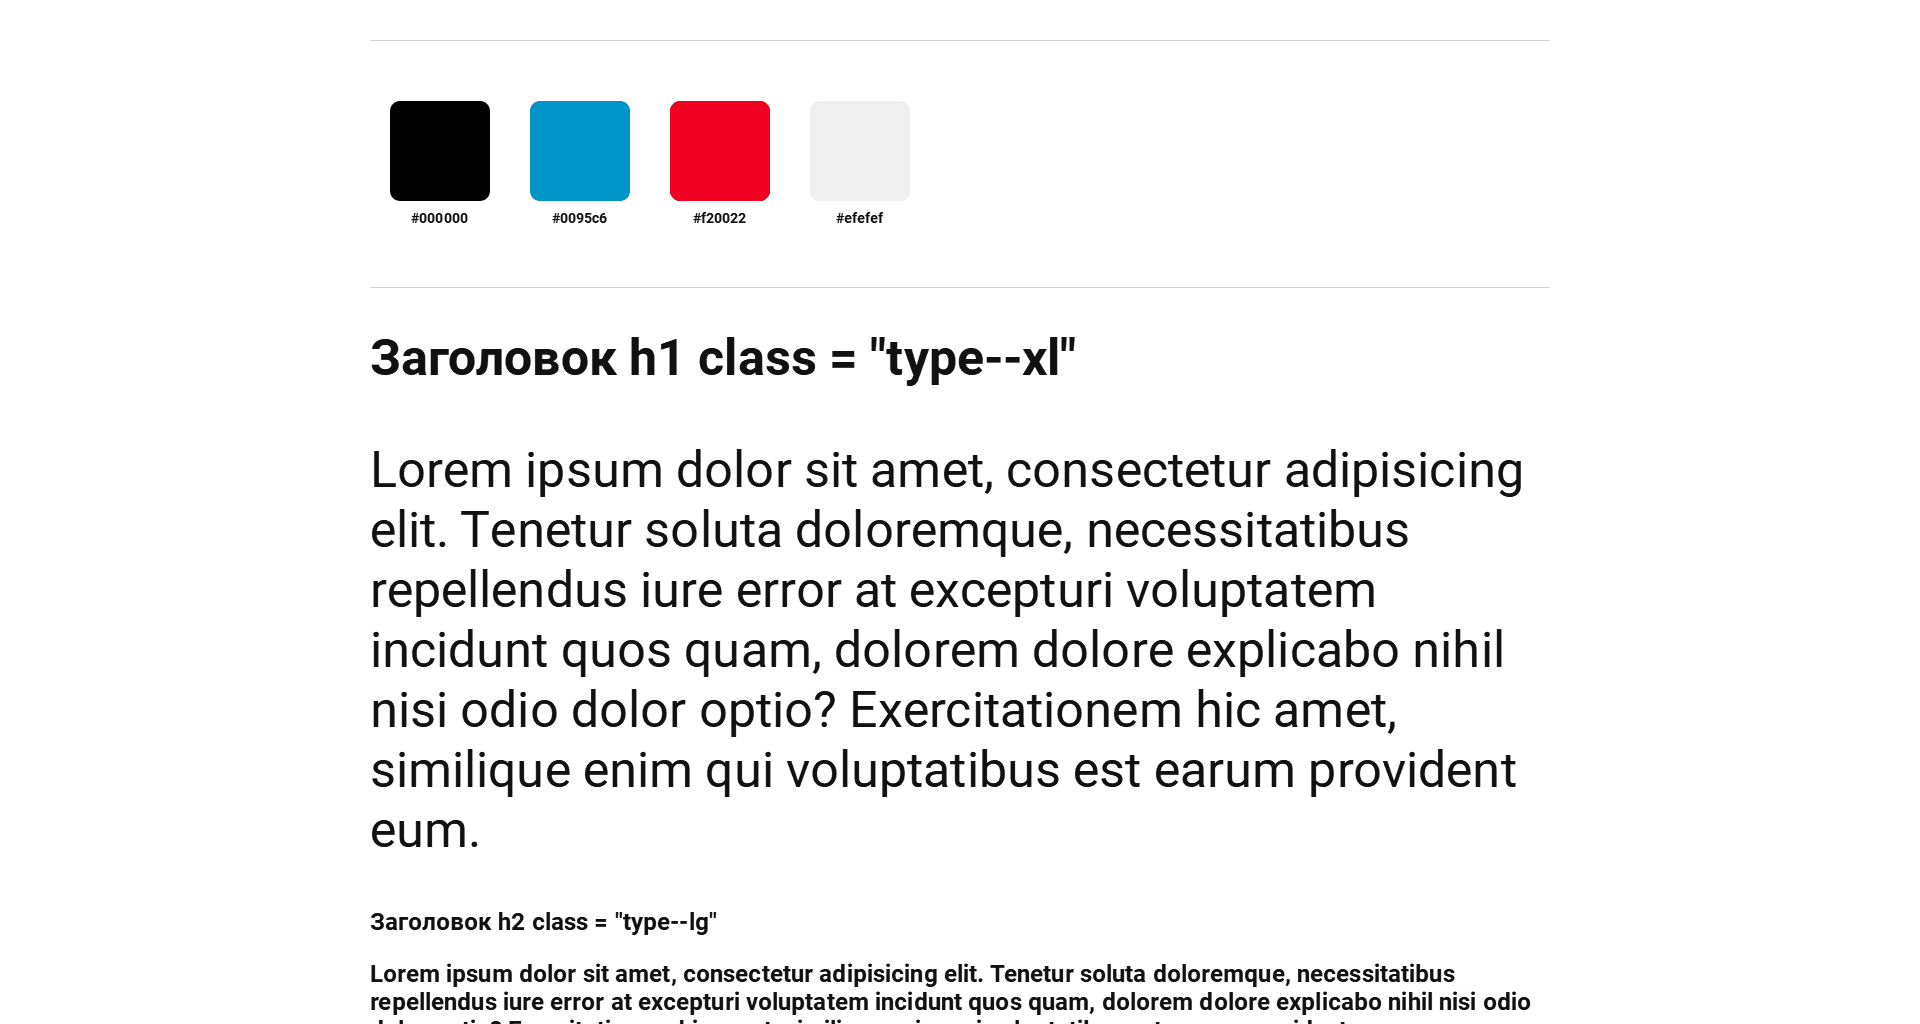 #000000
#0095c6
#f20022
#efefef
Заголовок h1 class = "type--xl"
Lorem ipsum dolor sit amet, consectetur adipisicing
elit. Tenetur soluta doloremque, necessitatibus
repellendus iure error at excepturi voluptatem
incidunt quos quam, dolorem dolore explicabo nihil
nisi odio dolor optio? Exercitationem hic amet,
similique enim qui voluptatibus est earum provident
eum.
Заголовок h2 class = "type--lg"
Lorem ipsum dolor sit amet, consectetur adipisicing elit. Tenetur soluta doloremque, necessitatibus
repellendus iure error at excepturi voluptatem incidunt quos quam, dolorem dolore explicabo nihil nisi odio